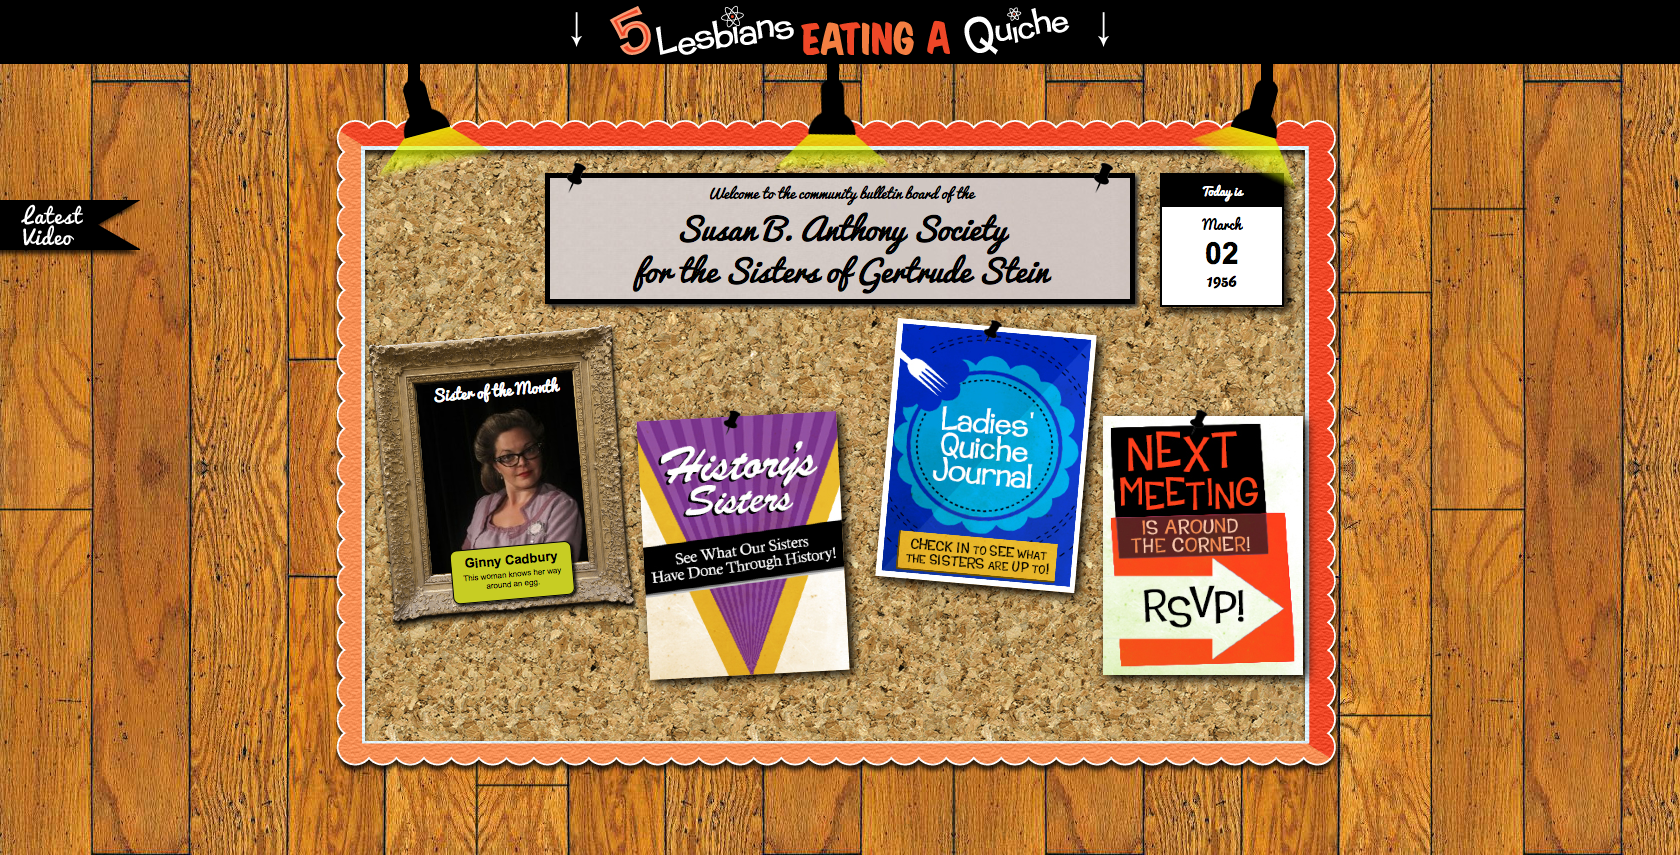 5 Lesbians EATING A Quiche
Latest
Video
Welcome to the community bulletin board of the
Susan B. Anthony Society
for the Sisters of Gertrude Stein
Today is
March
02
1956
Sister of the Month
Ginny Cadbury
This woman knows her way
around an egg.
History's
Sisters
See What Our Sisters
Have Done Through History!
Ladies'
Quiche
Journal
CHECK IN TO SEE WHAT
THE SISTERS ARE UP TO!
NEXT
MEETING
IS AROUND
THE CORNER!
RSVP!